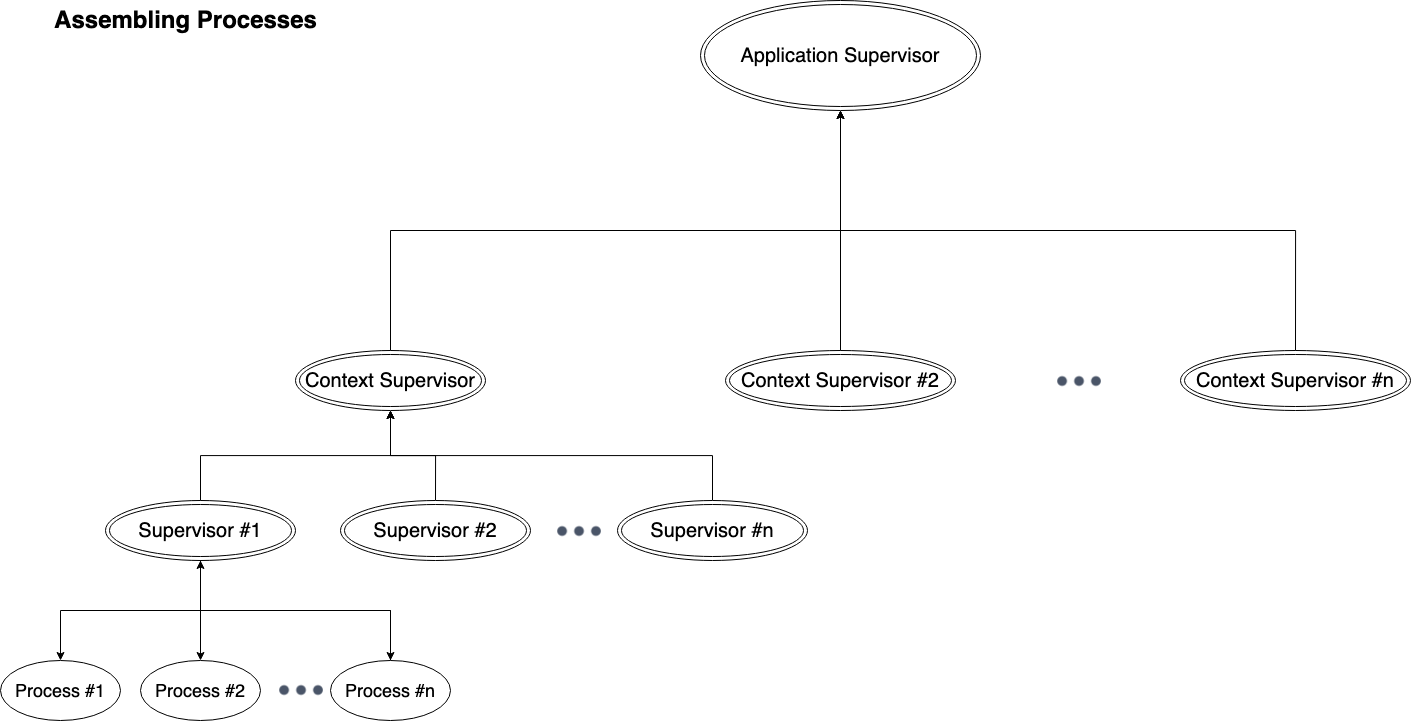 Assembling Processes
Application Supervisor
Context Supervisor
Context Supervisor #2
Context Supervisor #n
Supervisor #1
Supervisor #2
Supervisor #n
Process #1
Process #2
Process #n